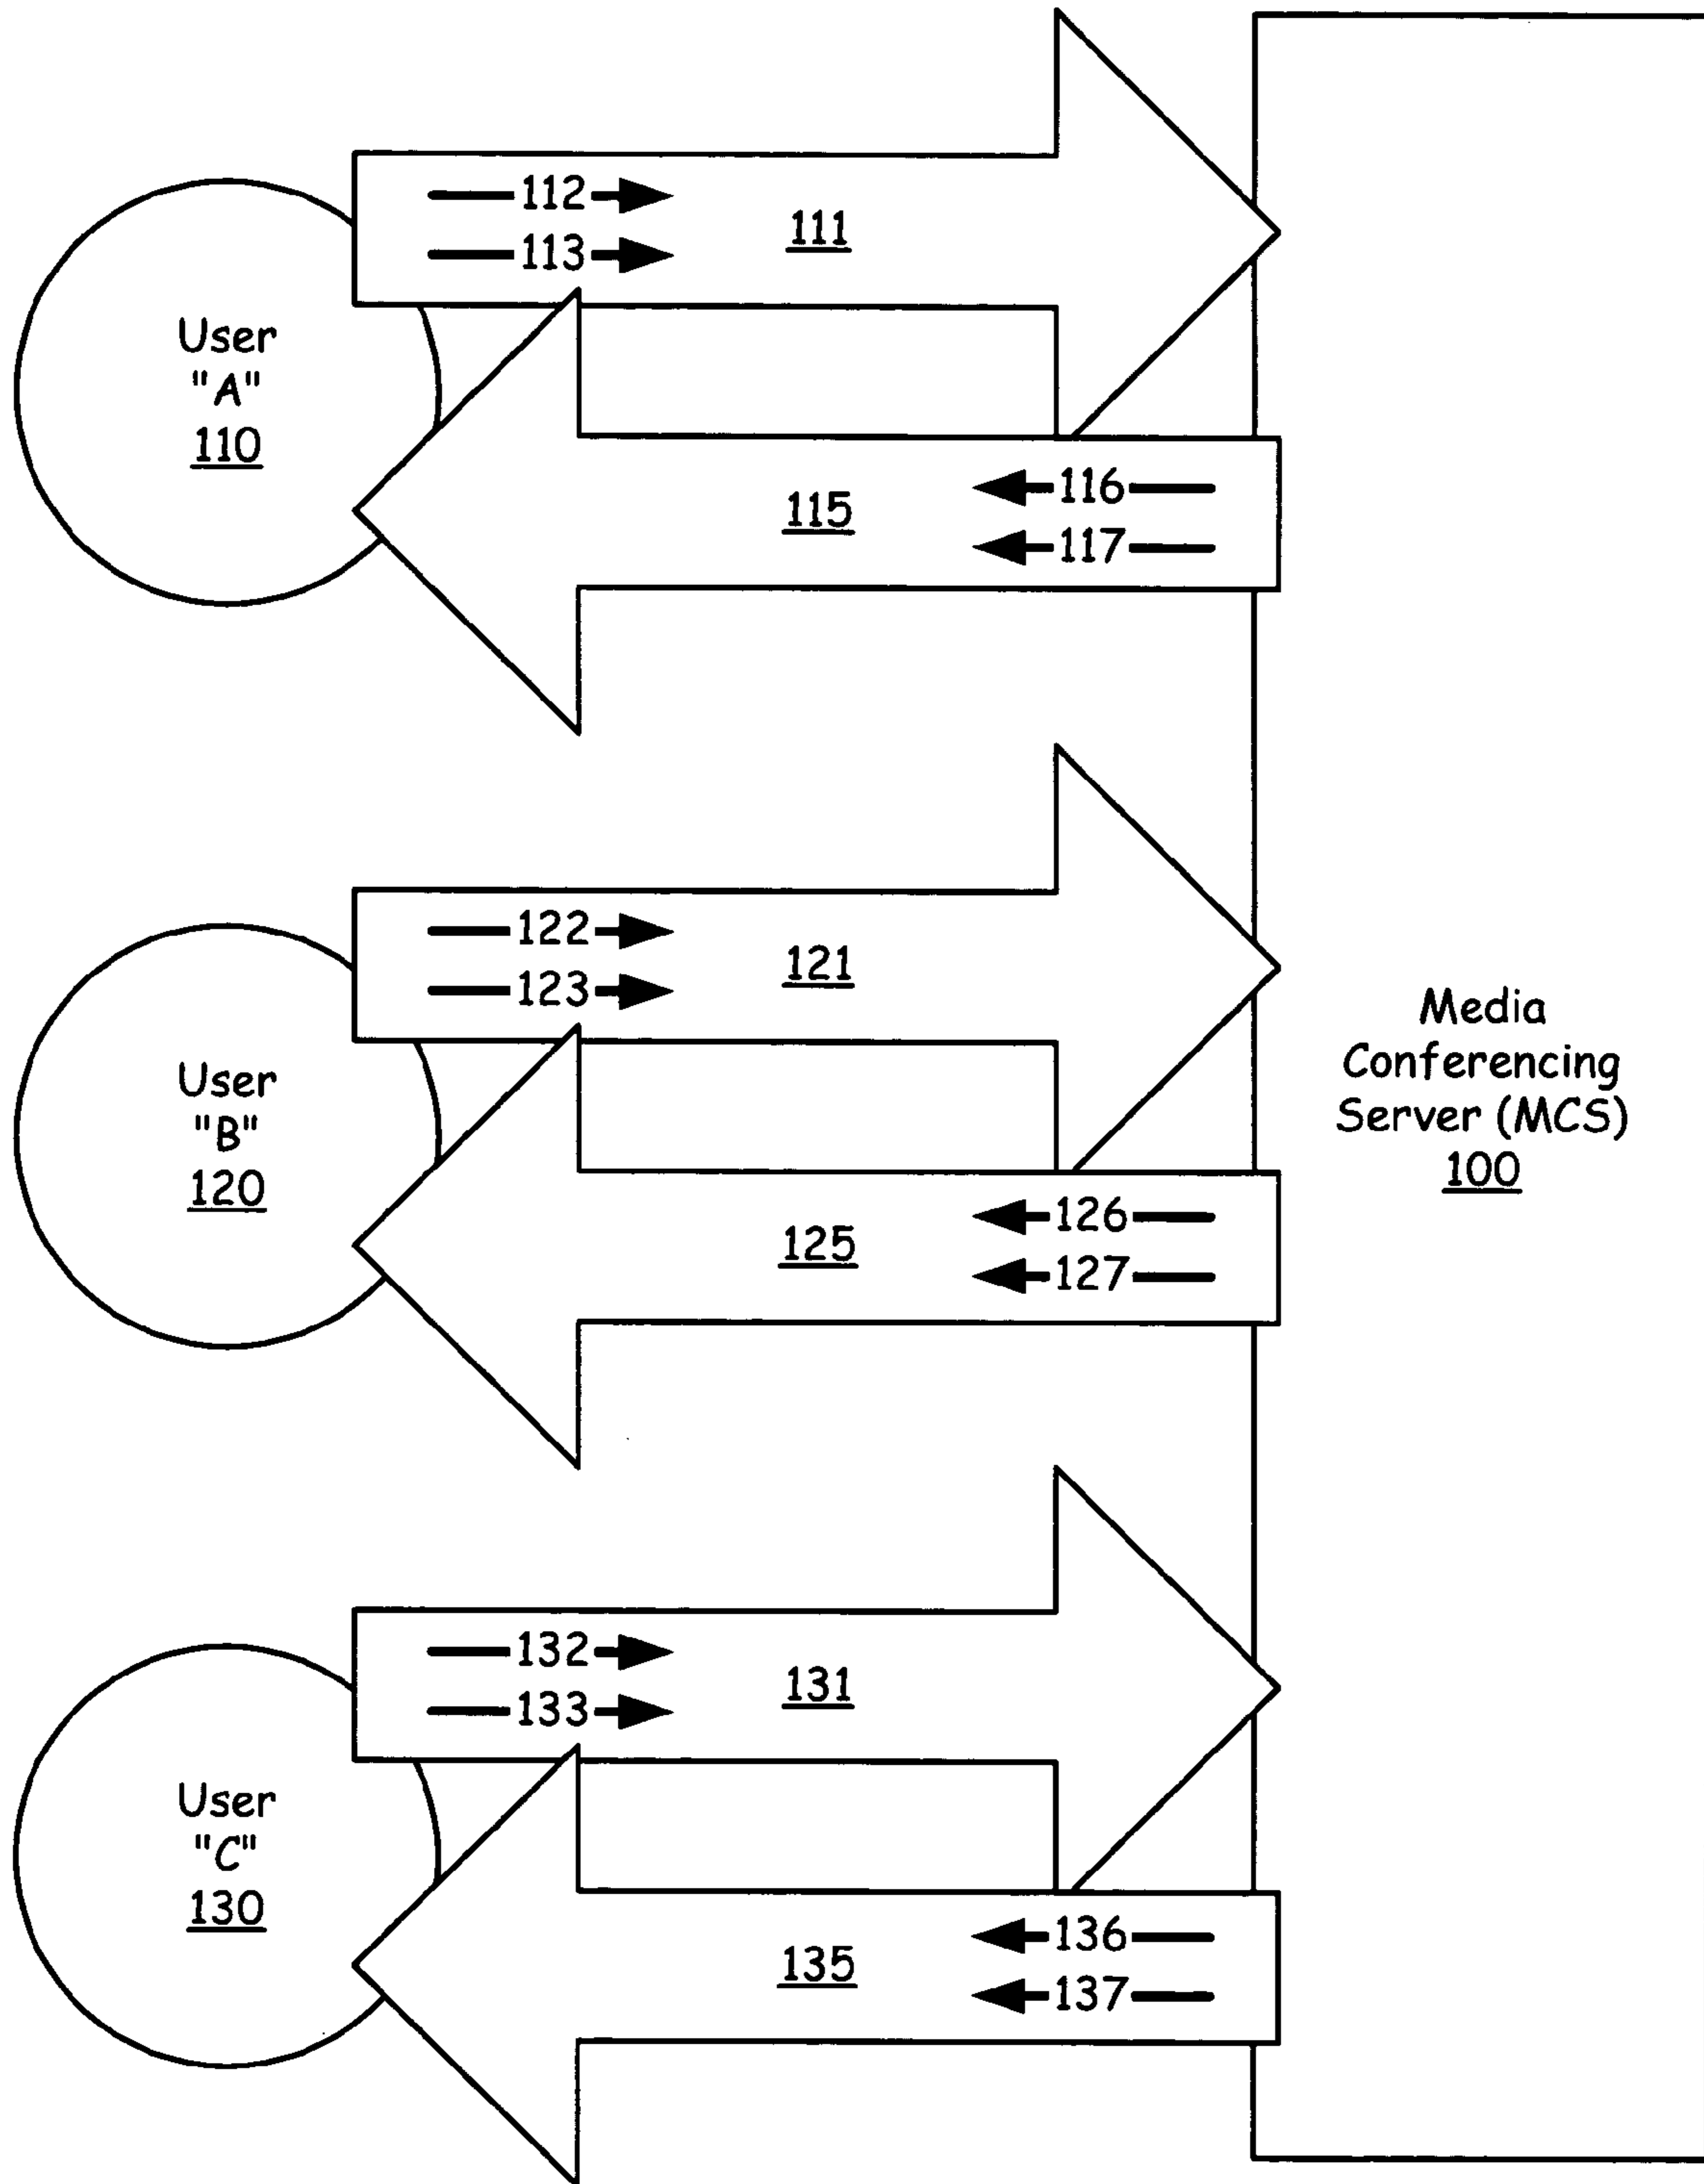 112
113
111
User
"A"
110
116
115
117
122
123
121
User
"B"
120
126
125
127
Media
Conferencing
Server (MCS)
100
132
133
131
User
"C"
130
136
135
137